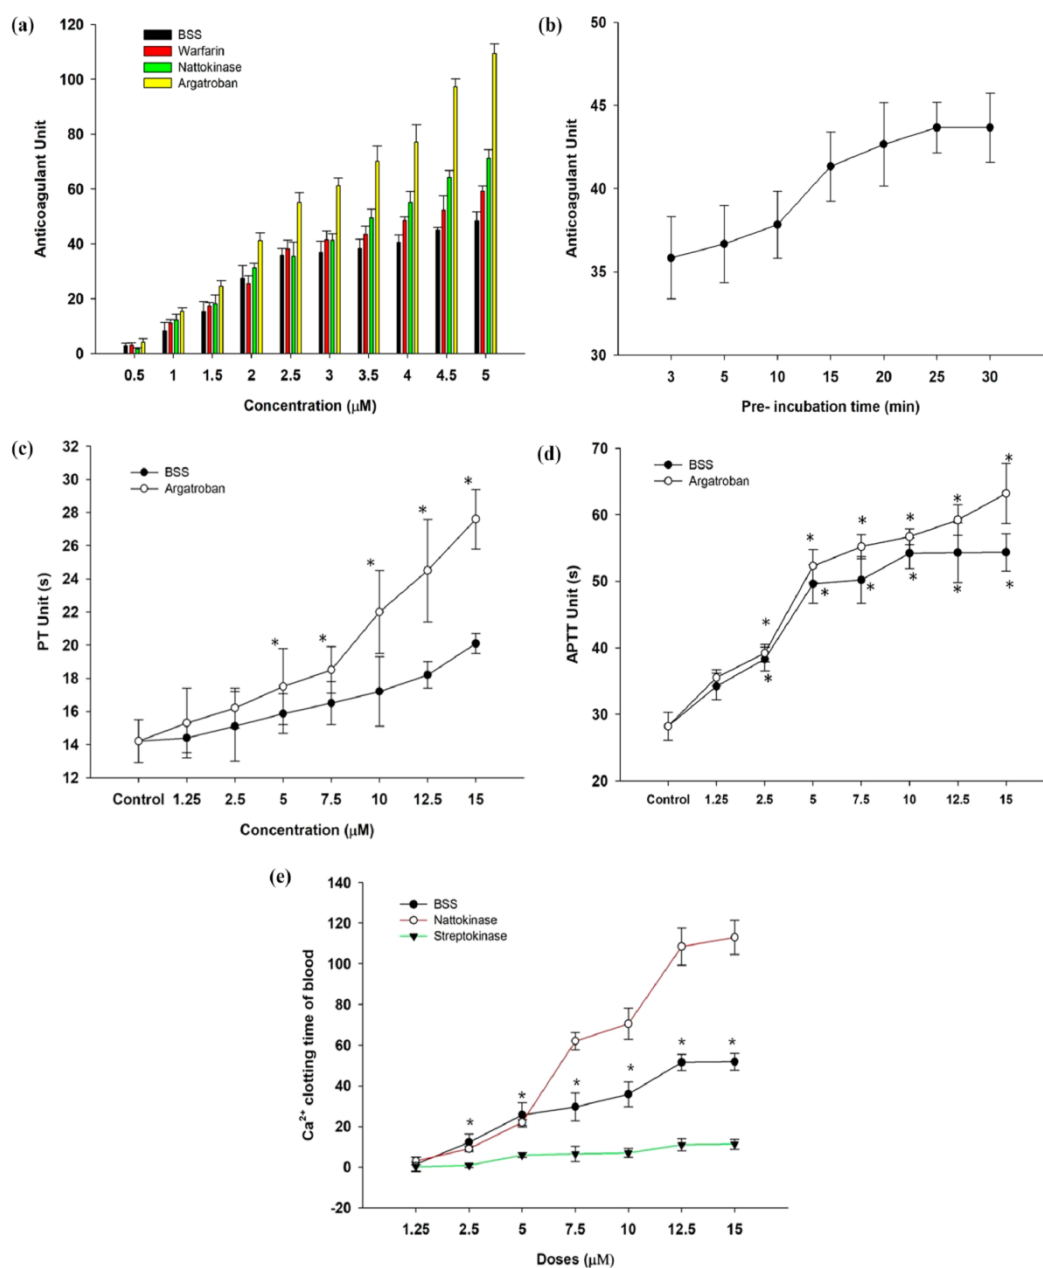 (a)
BSS
Warfarin
Nattokinase
Argatroban
Anticoagulant Unit
120
100
80
60
40
20
0
0.5 1 1.5 2 2.5 3 3.5 4 4.5 5
Concentration (μM)
(b)
Anticoagulant Unit
50
45
40
35
30
3 5 10 15 20 25 30
Pre- incubation time (min)
(c)
BSS
Argatroban
PT Unit (s)
32
30
28
26
24
22
20
18
16
14
12
* * * * *
Control 1.25 2.5 5 7.5 10 12.5 15
Concentration (μM)
(d)
BSS
Argatroban
APTT Unit (s)
70
60
50
40
30
20
* * * * * *
* * * * * *
Control 1.25 2.5 5 7.5 10 12.5 15
(e)
BSS
Nattokinase
Streptokinase
Ca²⁺ clotting time of blood
140
120
100
80
60
40
20
0
-20
* * * * * *
1.25 2.5 5 7.5 10 12.5 15
Doses (μM)